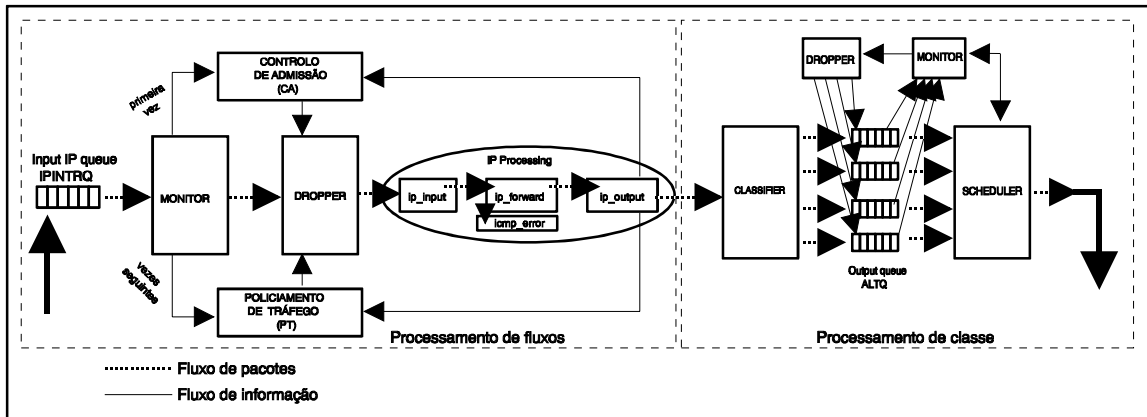 CONTROLO
DE ADMISSÃO
(CA)
primeira
vez
Input IP queue
IPINTRQ
MONITOR
DROPPER
IP Processing
ip_input
ip_forward
ip_output
icmp_error
vezes
seguintes
POLICIAMENTO
DE TRÁFEGO
(PT)
Processamento de fluxos
DROPPER
MONITOR
CLASSIFIER
SCHEDULER
Output queue
ALTQ
Processamento de classe
Fluxo de pacotes
Fluxo de informação